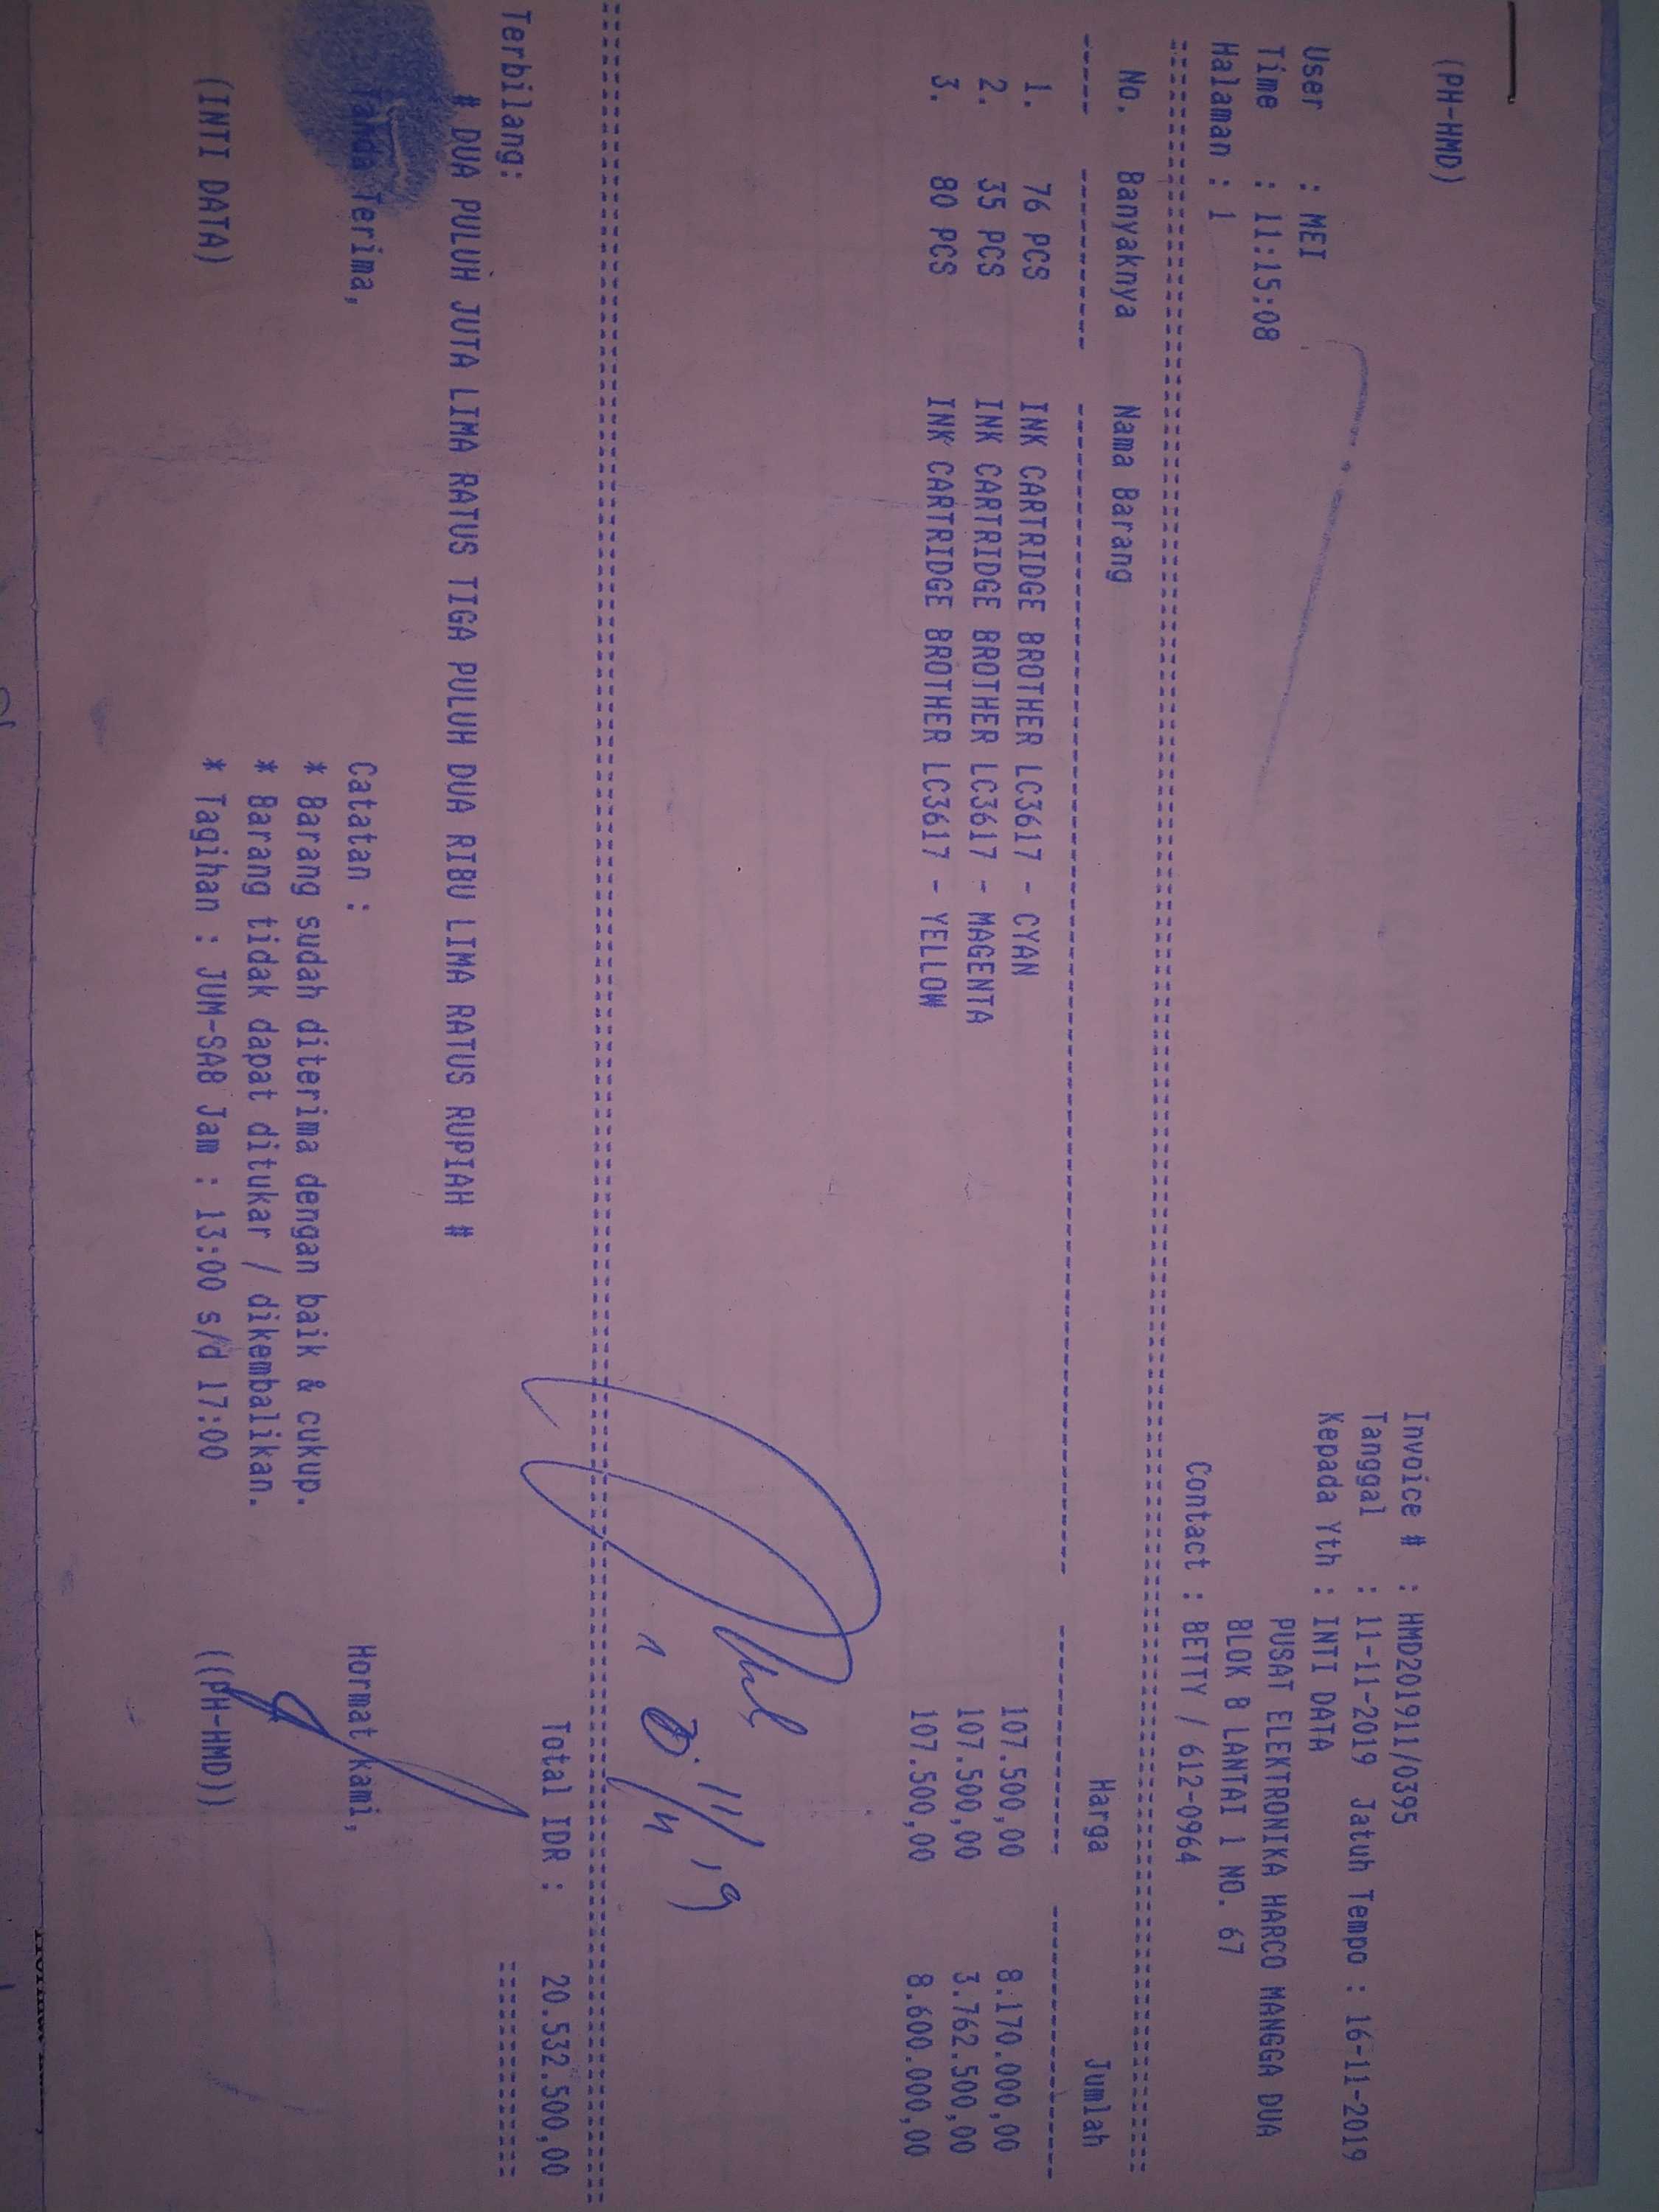 (PH-HMD)
Invoice # : HMD201911/0395
Tanggal : 11-11-2019 Jatuh Tempo : 16-11-2019
User : MEI Kepada Yth : INTI DATA
Time : 11:15:08 PUSAT ELEKTRONIKA HARCO MANGGA DUA
Halaman : 1 BLOK B LANTAI 1 NO. 67
Contact : BETTY / 612-0964
No. Banyaknya Nama Barang Harga Jumlah
1. 76 PCS INK CARTRIDGE BROTHER LC3617 - CYAN 107.500,00 8.170.000,00
2. 35 PCS INK CARTRIDGE BROTHER LC3617 - MAGENTA 107.500,00 3.762.500,00
3. 80 PCS INK CARTRIDGE BROTHER LC3617 - YELLOW 107.500,00 8.600.000,00
Total IDR : 20.532.500,00
Terbilang:
# DUA PULUH JUTA LIMA RATUS TIGA PULUH DUA RIBU LIMA RATUS RUPIAH #
Tanda Terima, Catatan : Hormat kami,
* Barang sudah diterima dengan baik & cukup.
* Barang tidak dapat ditukar / dikembalikan.
(INTI DATA) * Tagihan : JUM-SAB Jam : 13:00 s/d 17:00 ((PH-HMD))